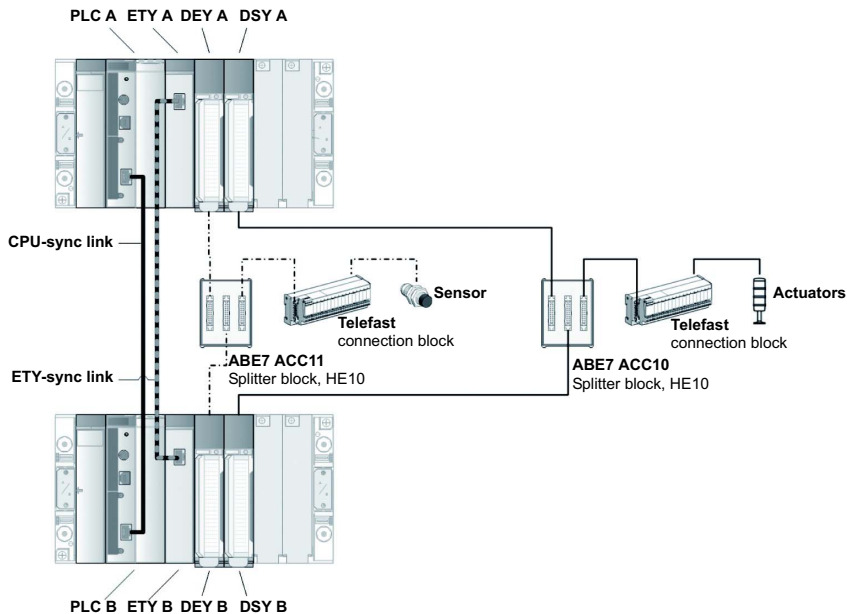 PLC A ETY A DEY A DSY A
CPU-sync link
Sensor
Actuators
Telefast
connection block
Telefast
connection block
ABE7 ACC11
Splitter block, HE10
ABE7 ACC10
Splitter block, HE10
ETY-sync link
PLC B ETY B DEY B DSY B